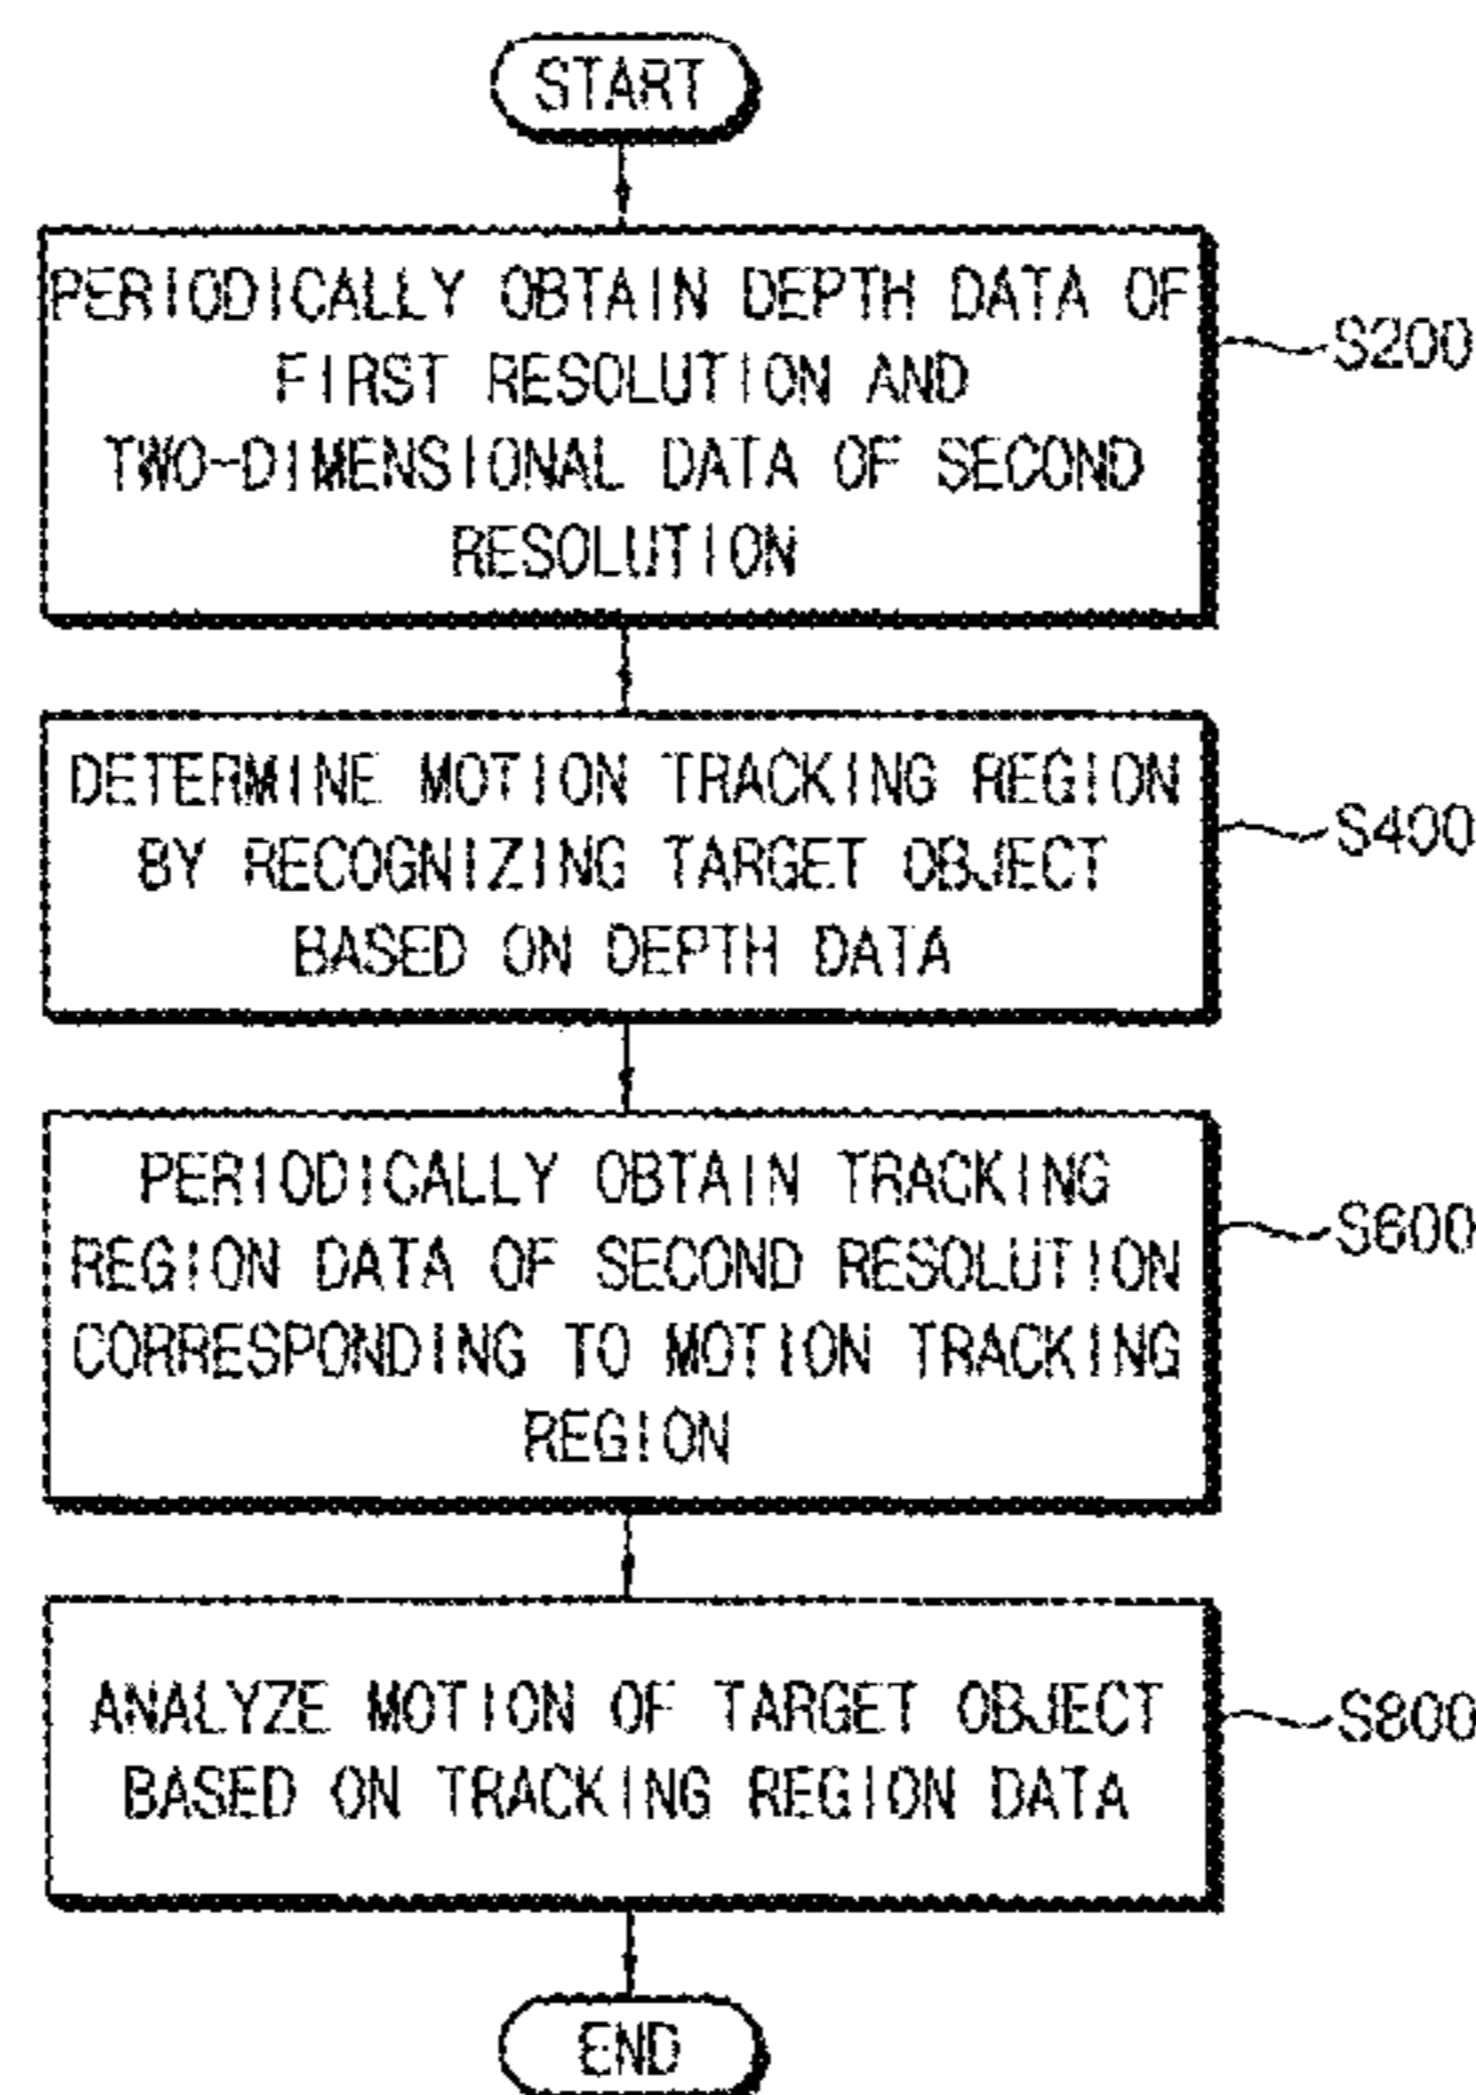 START
PERIODICALLY OBTAIN DEPTH DATA OF
FIRST RESOLUTION AND
TWO-DIMENSIONAL DATA OF SECOND
RESOLUTION
S200
DETERMINE MOTION TRACKING REGION
BY RECOGNIZING TARGET OBJECT
BASED ON DEPTH DATA
S400
PERIODICALLY OBTAIN TRACKING
REGION DATA OF SECOND RESOLUTION
CORRESPONDING TO MOTION TRACKING
REGION
S600
ANALYZE MOTION OF TARGET OBJECT
BASED ON TRACKING REGION DATA
S800
END